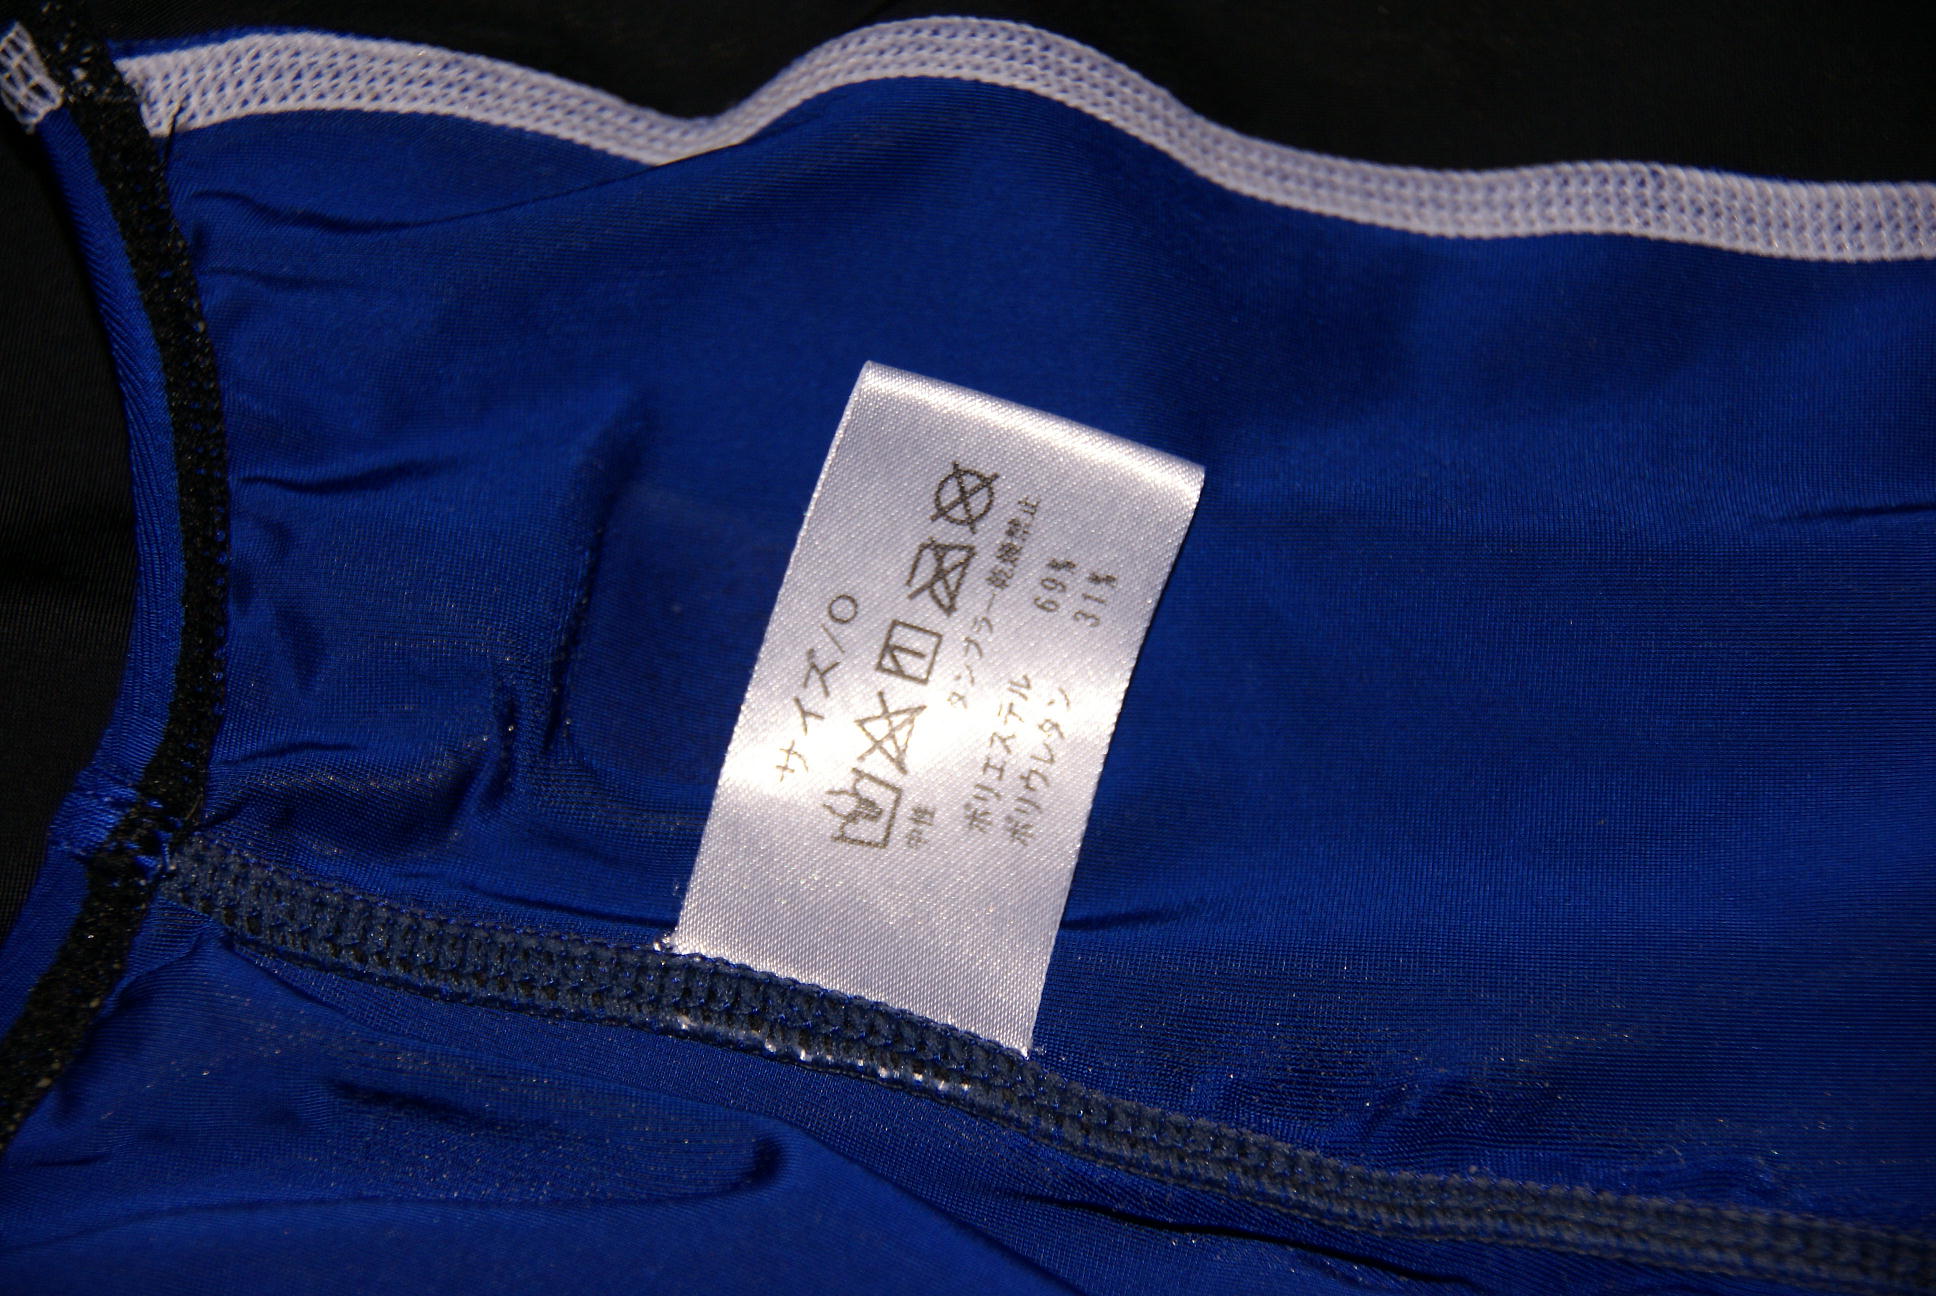 サイズ/O
中性
タンブラー乾燥禁止
ポリエステル 69%
ポリウレタン 31%